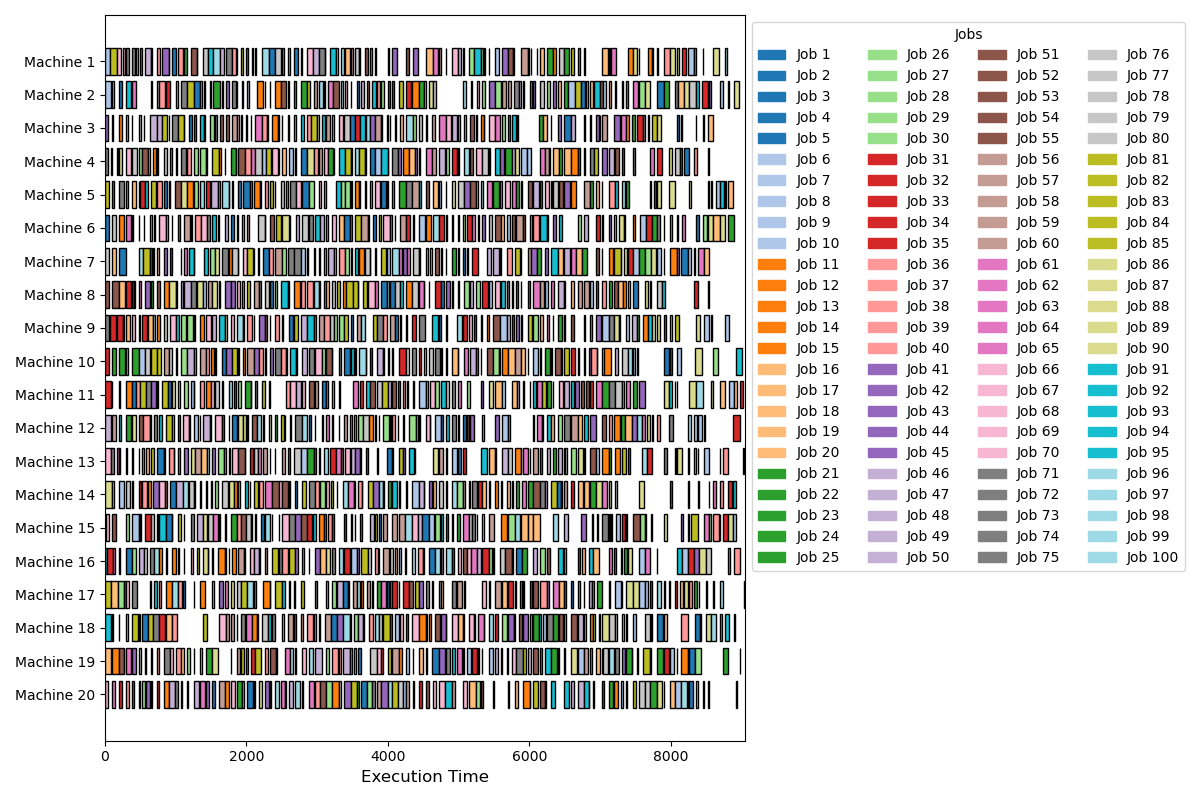 Machine 1
Machine 2
Machine 3
Machine 4
Machine 5
Machine 6
Machine 7
Machine 8
Machine 9
Machine 10
Machine 11
Machine 12
Machine 13
Machine 14
Machine 15
Machine 16
Machine 17
Machine 18
Machine 19
Machine 20
0 2000 4000 6000 8000
Execution Time
Jobs
Job 1 Job 26 Job 51 Job 76
Job 2 Job 27 Job 52 Job 77
Job 3 Job 28 Job 53 Job 78
Job 4 Job 29 Job 54 Job 79
Job 5 Job 30 Job 55 Job 80
Job 6 Job 31 Job 56 Job 81
Job 7 Job 32 Job 57 Job 82
Job 8 Job 33 Job 58 Job 83
Job 9 Job 34 Job 59 Job 84
Job 10 Job 35 Job 60 Job 85
Job 11 Job 36 Job 61 Job 86
Job 12 Job 37 Job 62 Job 87
Job 13 Job 38 Job 63 Job 88
Job 14 Job 39 Job 64 Job 89
Job 15 Job 40 Job 65 Job 90
Job 16 Job 41 Job 66 Job 91
Job 17 Job 42 Job 67 Job 92
Job 18 Job 43 Job 68 Job 93
Job 19 Job 44 Job 69 Job 94
Job 20 Job 45 Job 70 Job 95
Job 21 Job 46 Job 71 Job 96
Job 22 Job 47 Job 72 Job 97
Job 23 Job 48 Job 73 Job 98
Job 24 Job 49 Job 74 Job 99
Job 25 Job 50 Job 75 Job 100